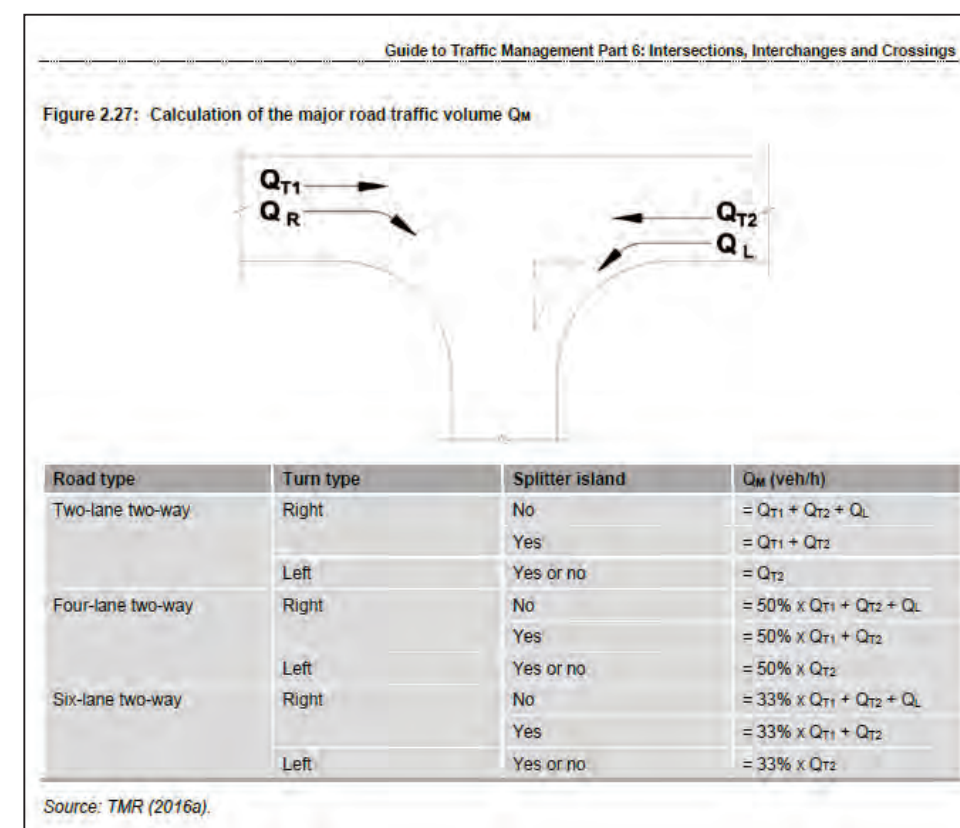 Guide to Traffic Management Part 6: Intersections, Interchanges and Crossings
Figure 2.27: Calculation of the major road traffic volume QM
QT1
QR
QT2
QL
Road type Turn type Splitter island QM (veh/h)
Two-lane two-way Right No = QT1 + QT2 + QL
Yes = QT1 + QT2
Left Yes or no = QT2
Four-lane two-way Right No = 50% x QT1 + QT2 + QL
Yes = 50% x QT1 + QT2
Left Yes or no = 50% x QT2
Six-lane two-way Right No = 33% x QT1 + QT2 + QL
Yes = 33% x QT1 + QT2
Left Yes or no = 33% x QT2
Source: TMR (2016a).